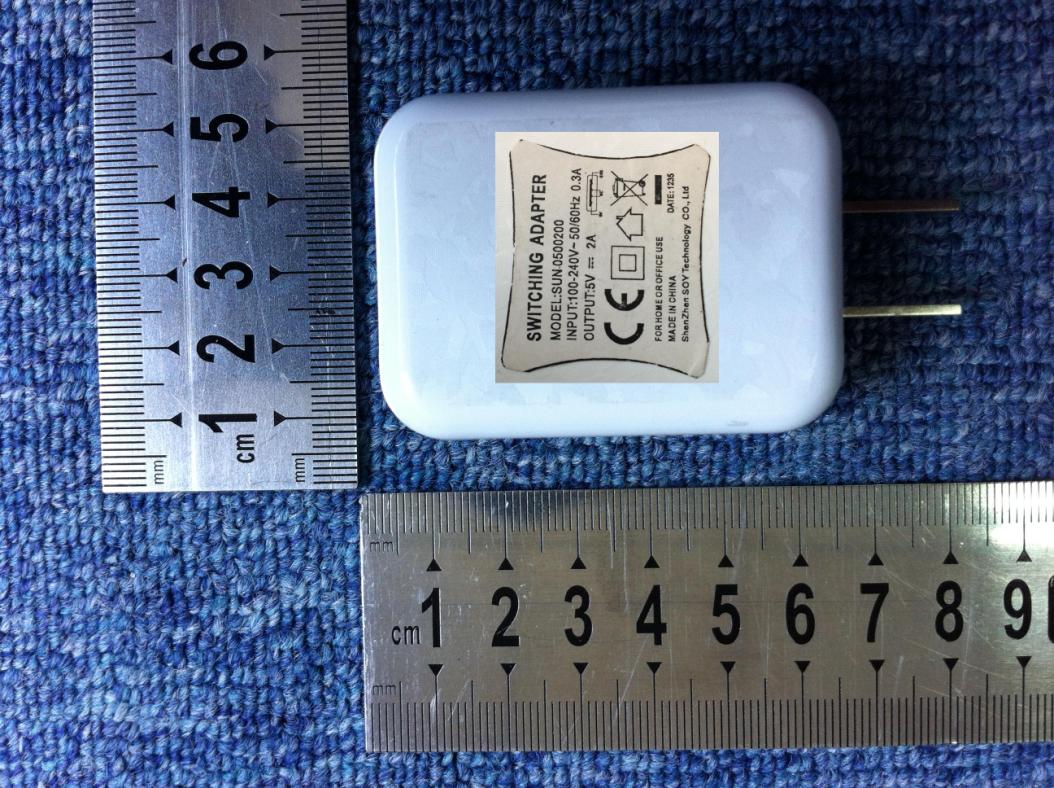 6
5
4
3
2
1
cm
mm
mm
SWITCHING ADAPTER
MODEL:SUN-0500200
INPUT:100-240V~50/60Hz 0.3A
OUTPUT:5V ⎓ 2A
CE
FOR HOME OR OFFICE USE
MADE IN CHINA DATE:1235
ShenZhen SOY Technology CO.,Ltd
mm
cm 1 2 3 4 5 6 7 8 9
mm